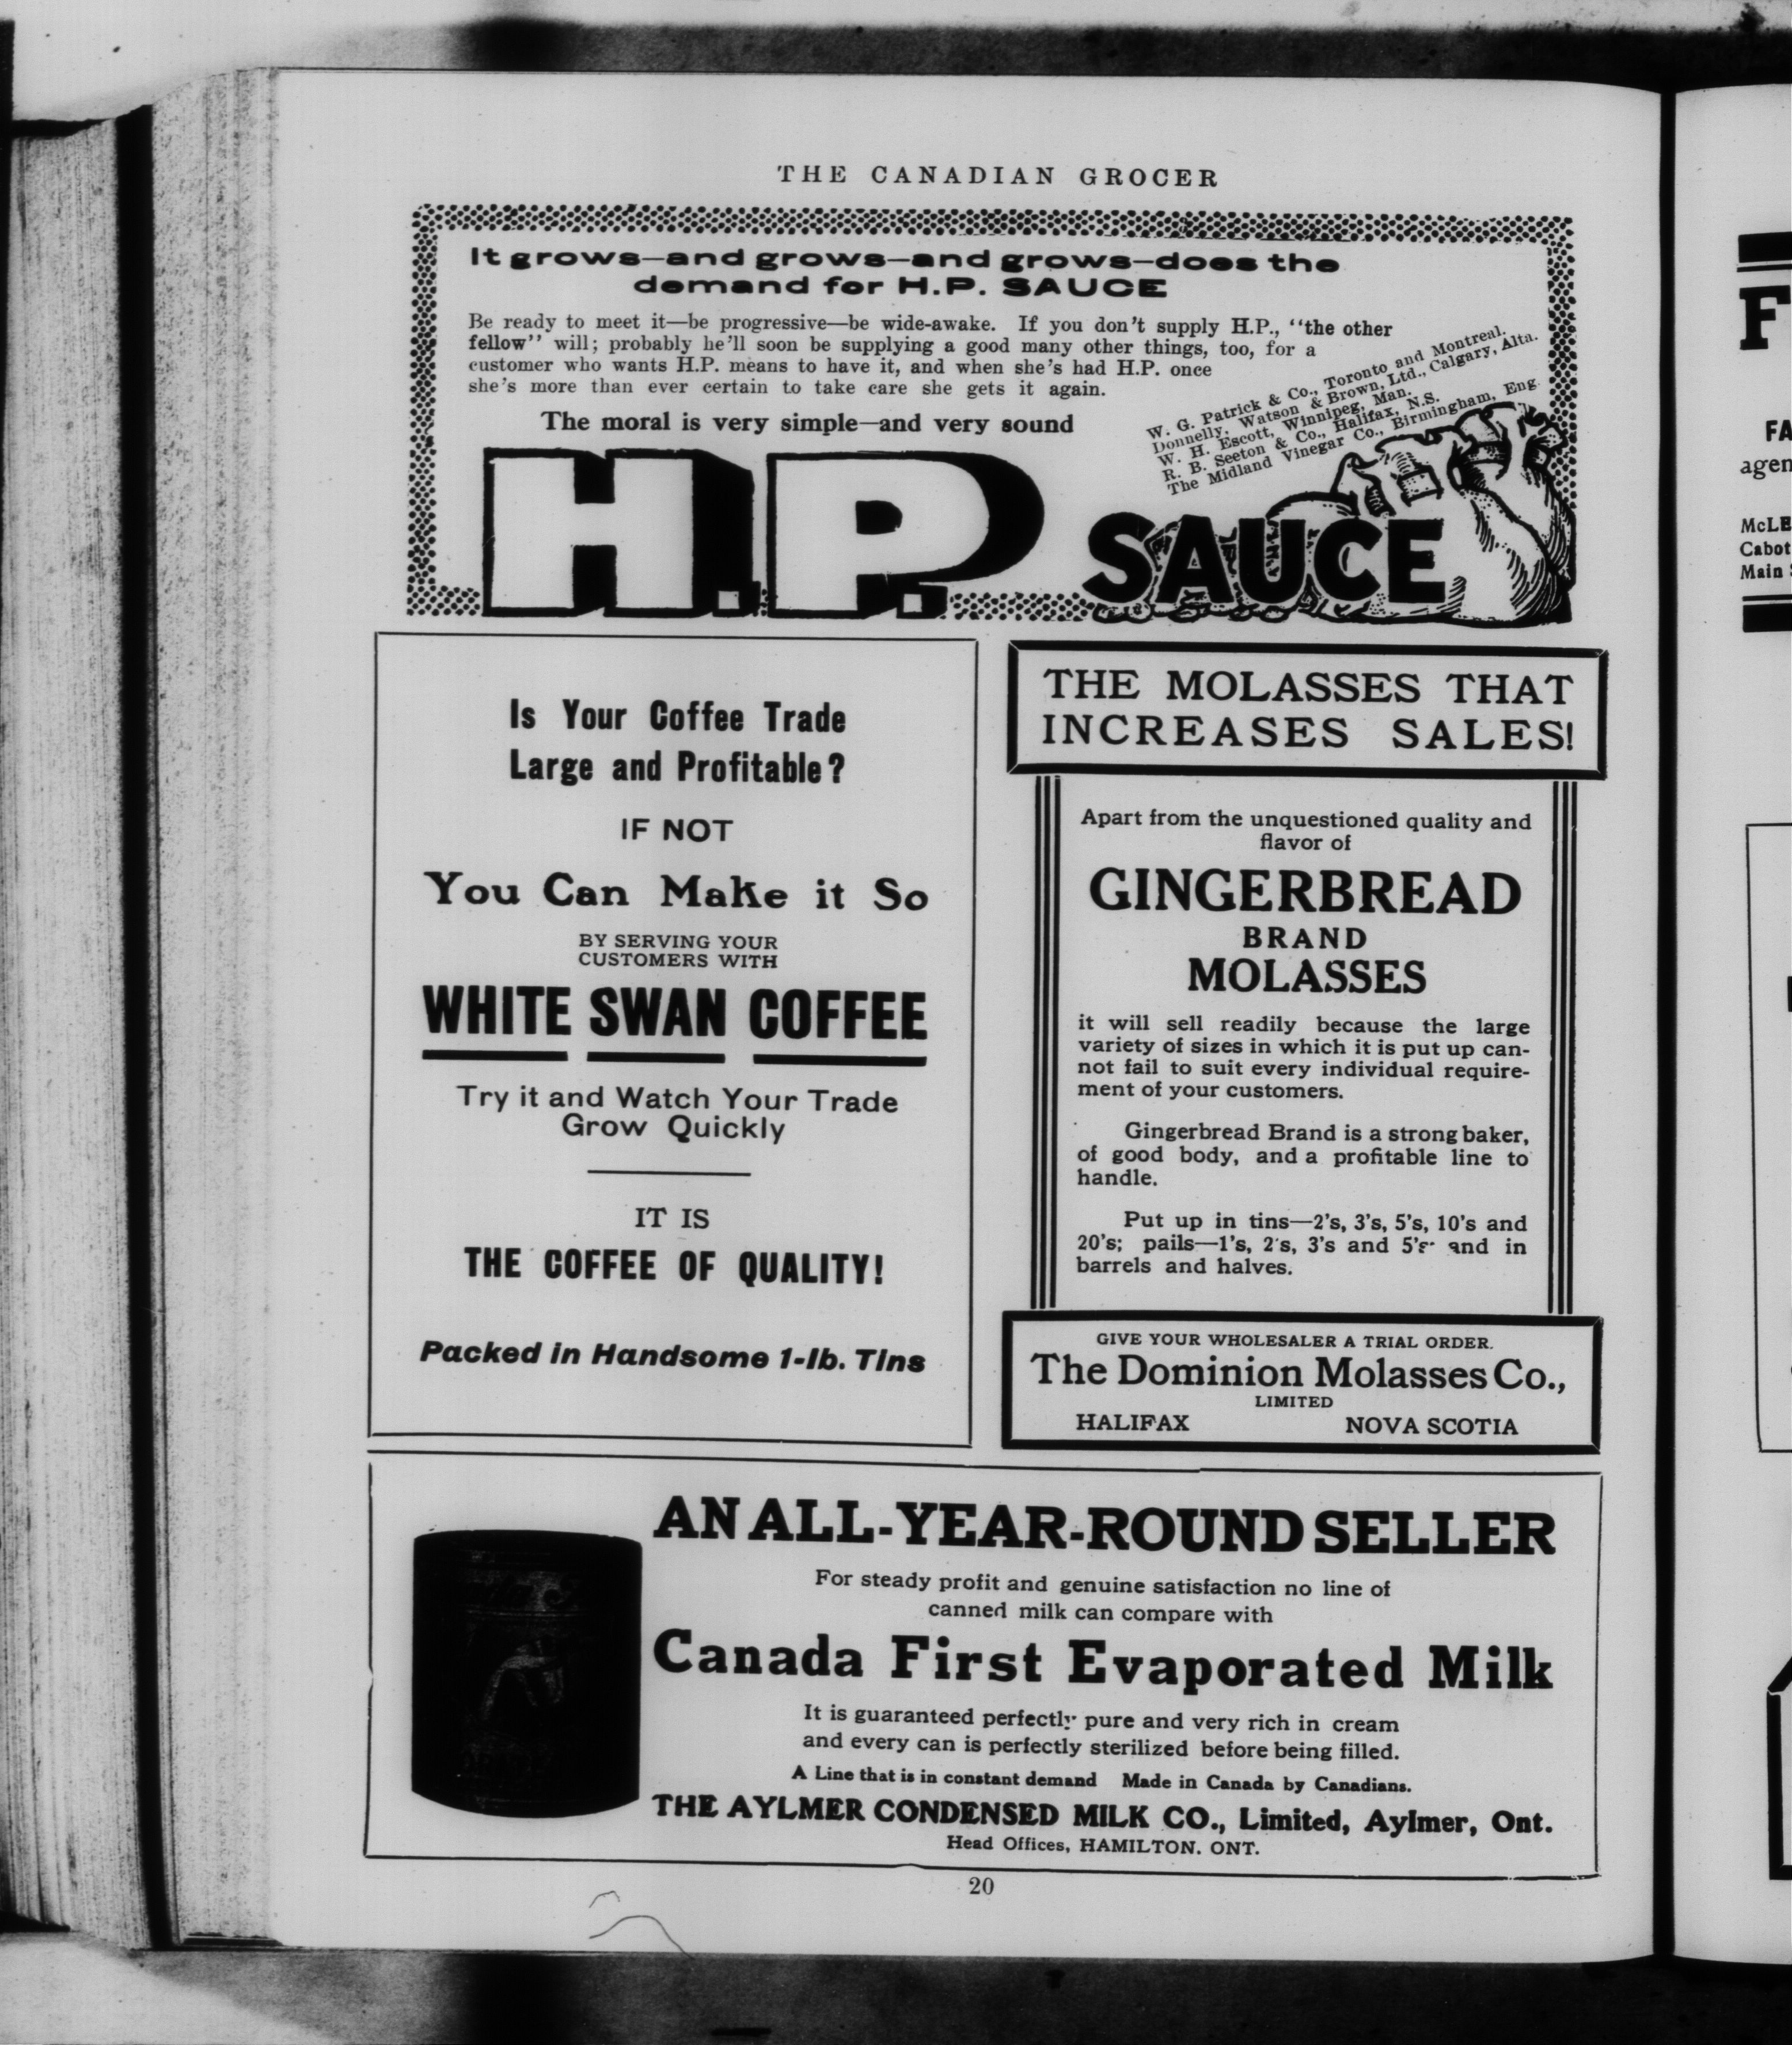 THE CANADIAN GROCER
It grows—and grows—and grows—does the
demand for H.P. SAUCE
Be ready to meet it—be progressive—be wide-awake. If you don't supply H.P., "the other
fellow" will; probably he'll soon be supplying a good many other things, too, for a
customer who wants H.P. means to have it, and when she's had H.P. once
she's more than ever certain to take care she gets it again.
The moral is very simple—and very sound
W. G. Patrick & Co., Toronto and Montreal.
Donnelly, Watson & Brown, Ltd., Calgary, Alta.
W. H. Escott, Winnipeg, Man.
R. B. Seeton & Co., Halifax, N.S.
The Midland Vinegar Co., Birmingham, Eng
H.P. SAUCE
Is Your Coffee Trade
Large and Profitable?
IF NOT
You Can Make it So
BY SERVING YOUR
CUSTOMERS WITH
WHITE SWAN COFFEE
Try it and Watch Your Trade
Grow Quickly
IT IS
THE COFFEE OF QUALITY!
Packed in Handsome 1-lb. Tins
THE MOLASSES THAT
INCREASES SALES!
Apart from the unquestioned quality and
flavor of
GINGERBREAD
BRAND
MOLASSES
it will sell readily because the large
variety of sizes in which it is put up can-
not fail to suit every individual require-
ment of your customers.
Gingerbread Brand is a strong baker,
of good body, and a profitable line to
handle.
Put up in tins—2's, 3's, 5's, 10's and
20's; pails—1's, 2's, 3's and 5's and in
barrels and halves.
GIVE YOUR WHOLESALER A TRIAL ORDER.
The Dominion Molasses Co.,
LIMITED
HALIFAX NOVA SCOTIA
AN ALL-YEAR-ROUND SELLER
For steady profit and genuine satisfaction no line of
canned milk can compare with
Canada First Evaporated Milk
It is guaranteed perfectly pure and very rich in cream
and every can is perfectly sterilized before being filled.
A Line that is in constant demand Made in Canada by Canadians.
THE AYLMER CONDENSED MILK CO., Limited, Aylmer, Ont.
Head Offices, HAMILTON. ONT.
20
F
FA
agen
McLE
Cabot
Main